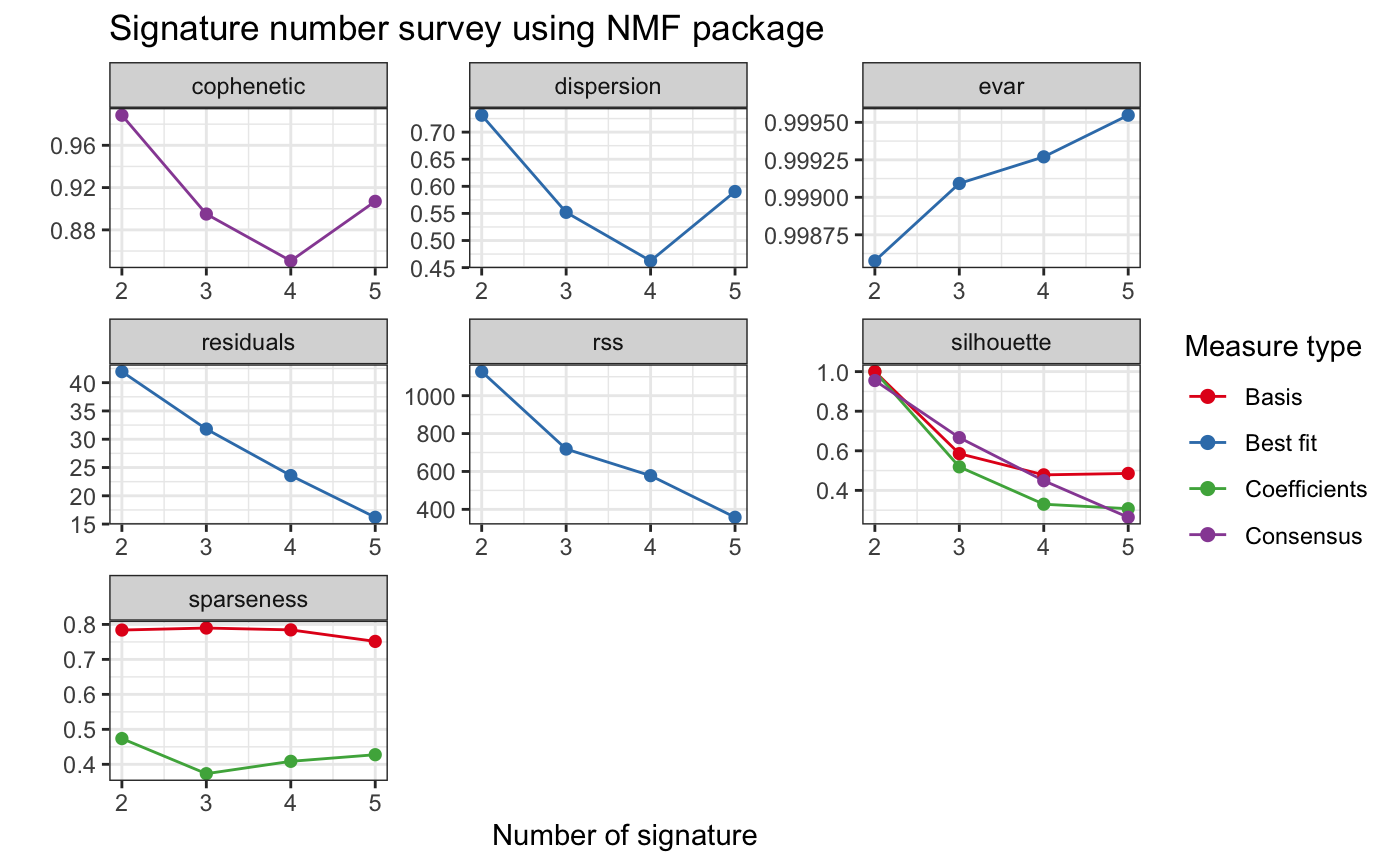 Signature number survey using NMF package
cophenetic
dispersion
evar
0.96
0.92
0.88
2 3 4 5
0.70
0.65
0.60
0.55
0.50
0.45
2 3 4 5
0.99950
0.99925
0.99900
0.99875
2 3 4 5
residuals
rss
silhouette
40
35
30
25
20
15
2 3 4 5
1000
800
600
400
2 3 4 5
1.0
0.8
0.6
0.4
2 3 4 5
Measure type
Basis
Best fit
Coefficients
Consensus
sparseness
0.8
0.7
0.6
0.5
0.4
2 3 4 5
Number of signature